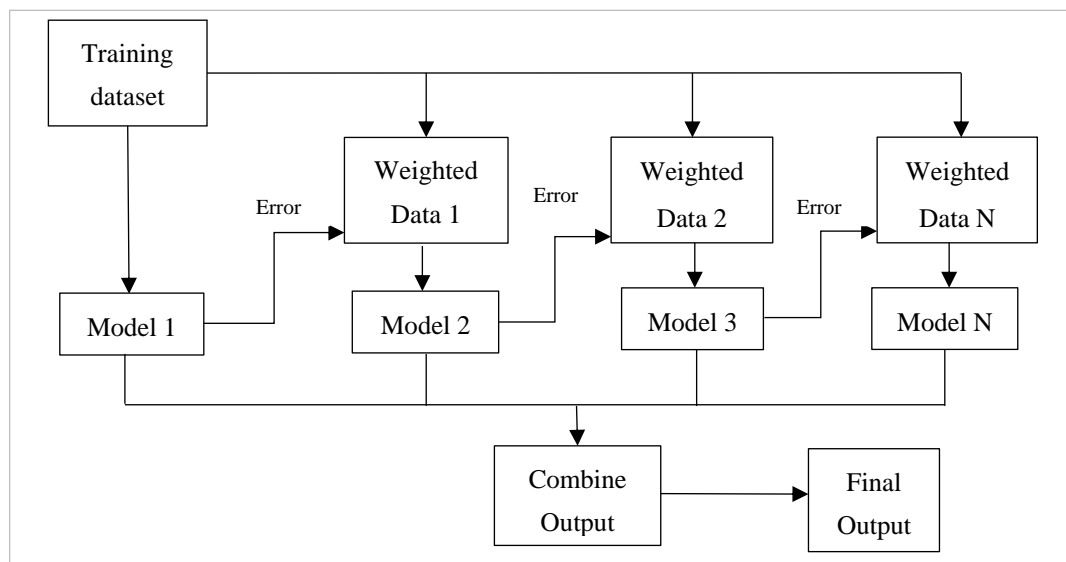 Training
dataset
Weighted
Data 1
Weighted
Data 2
Weighted
Data N
Error
Error
Error
Model 1
Model 2
Model 3
Model N
Combine
Output
Final
Output